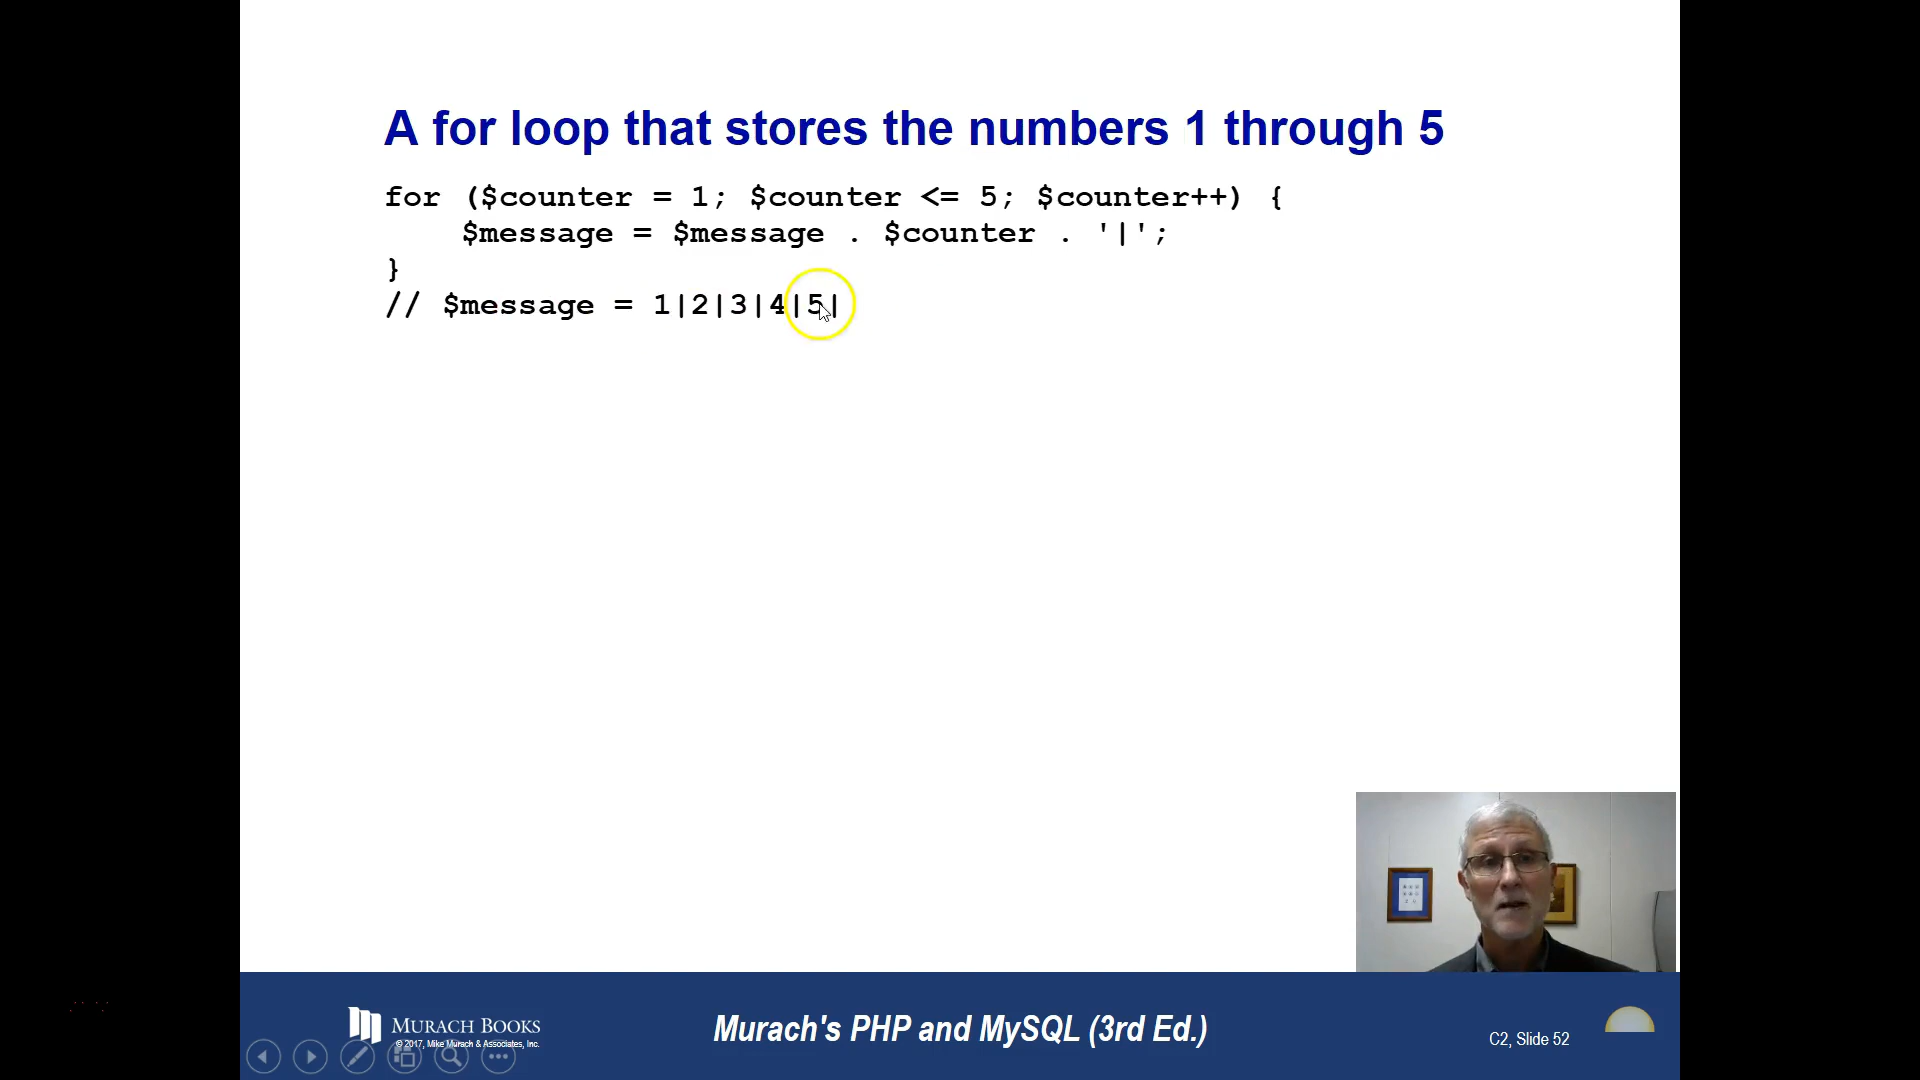 A for loop that stores the numbers 1 through 5
for ($counter = 1; $counter <= 5; $counter++) {
    $message = $message . $counter . '|';
}
// $message = 1|2|3|4|5|
MURACH BOOKS
© 2017, Mike Murach & Associates, Inc.
Murach's PHP and MySQL (3rd Ed.)
C2, Slide 52